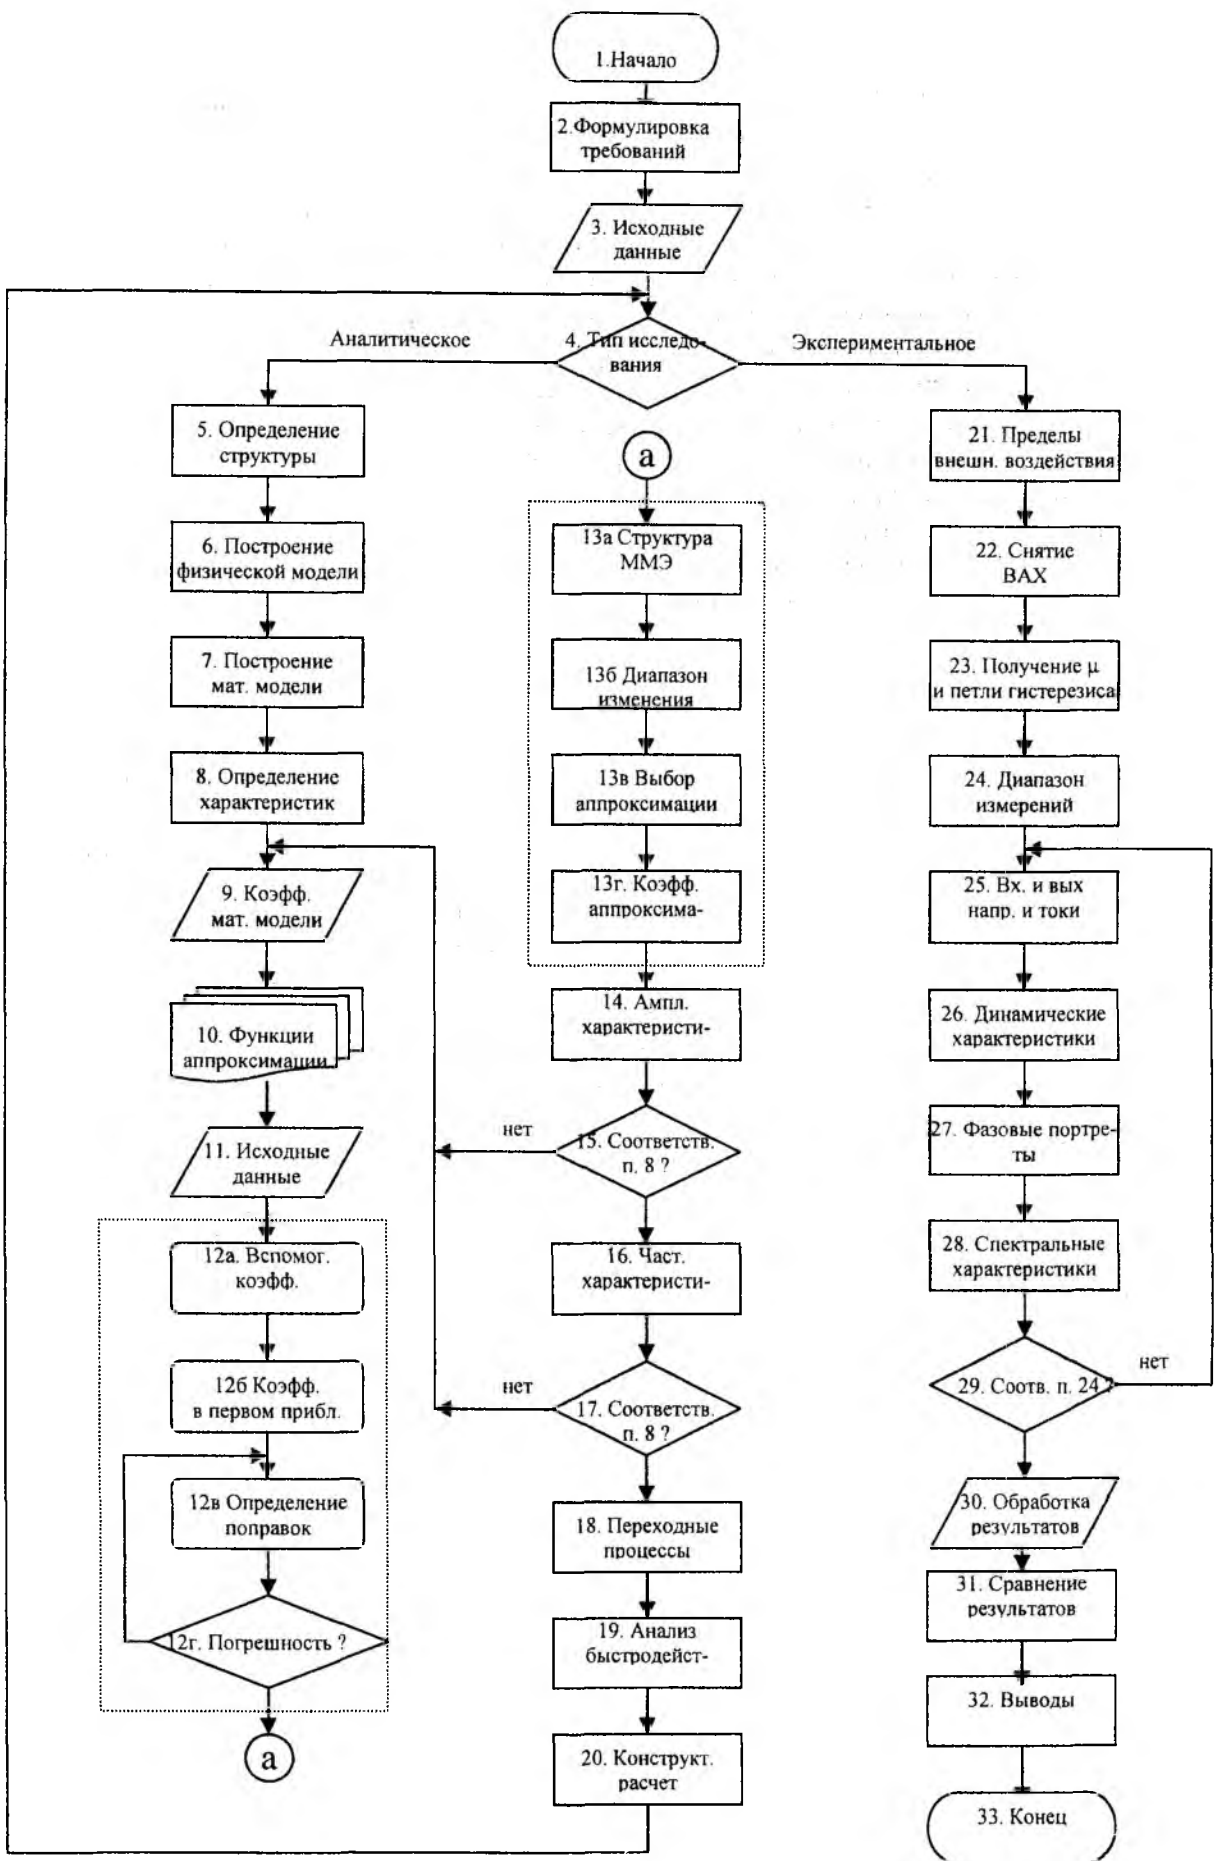 1.Начало
2.Формулировка
требований
3. Исходные
данные
4. Тип исследо-
вания
Аналитическое
Экспериментальное
5. Определение
структуры
6. Построение
физической модели
7. Построение
мат. модели
8. Определение
характеристик
9. Коэфф.
мат. модели
10. Функции
аппроксимации
11. Исходные
данные
12а. Вспомог.
коэфф.
12б Коэфф.
в первом прибл.
12в Определение
поправок
12г. Погрешность ?
а
а
13а Структура
ММЭ
13б Диапазон
изменения
13в Выбор
аппроксимации
13г. Коэфф.
аппроксима-
14. Ампл.
характеристи-
15. Соответств.
п. 8 ?
нет
16. Част.
характеристи-
17. Соответств.
п. 8 ?
нет
18. Переходные
процессы
19. Анализ
быстродейст-
20. Конструкт.
расчет
21. Пределы
внешн. воздействия
22. Снятие
ВАХ
23. Получение μ
и петли гистерезиса
24. Диапазон
измерений
25. Вх. и вых
напр. и токи
26. Динамические
характеристики
27. Фазовые портре-
ты
28. Спектральные
характеристики
29. Соотв. п. 24 ?
нет
30. Обработка
результатов
31. Сравнение
результатов
32. Выводы
33. Конец